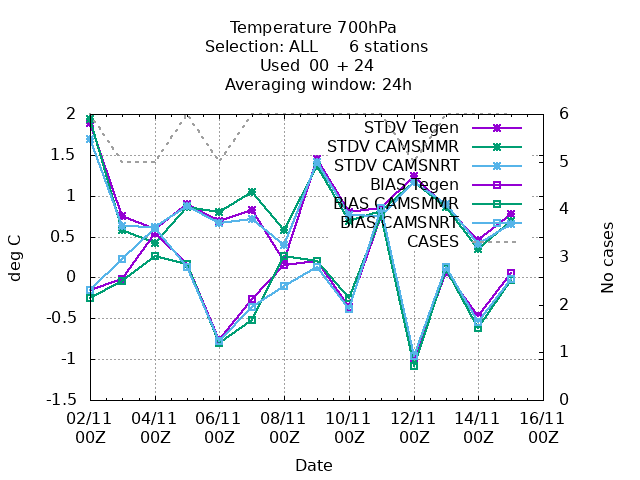 Temperature 700hPa
Selection: ALL 6 stations
Used 00 + 24
Averaging window: 24h
2
1.5
1
0.5
0
-0.5
-1
-1.5
6
5
4
3
2
1
0
deg C
No cases
STDV Tegen
STDV CAMSMMR
STDV CAMSNRT
BIAS Tegen
BIAS CAMSMMR
BIAS CAMSNRT
CASES
02/11 04/11 06/11 08/11 10/11 12/11 14/11 16/11
00Z 00Z 00Z 00Z 00Z 00Z 00Z 00Z
Date